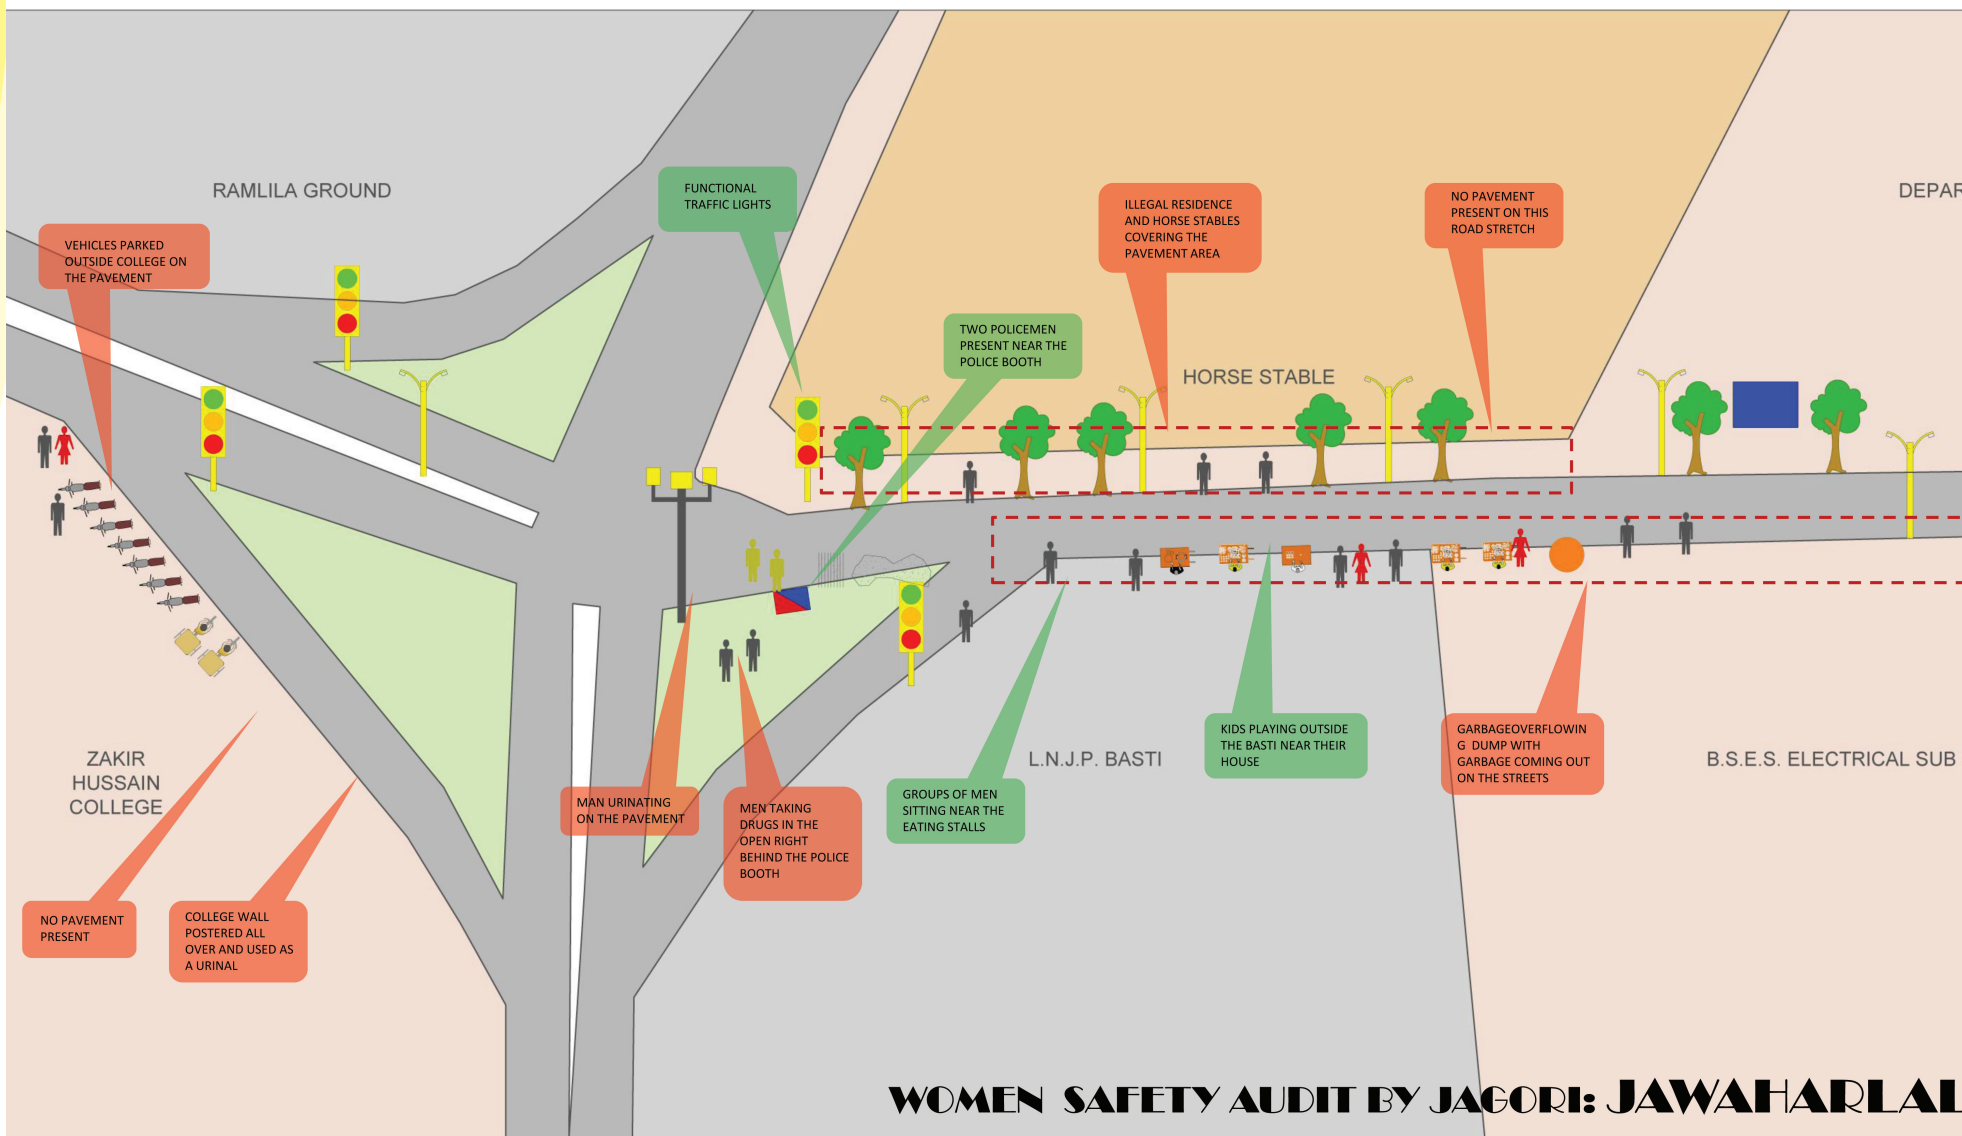 RAMLILA GROUND
VEHICLES PARKED
OUTSIDE COLLEGE ON
THE PAVEMENT
FUNCTIONAL
TRAFFIC LIGHTS
ILLEGAL RESIDENCE
AND HORSE STABLES
COVERING THE
PAVEMENT AREA
NO PAVEMENT
PRESENT ON THIS
ROAD STRETCH
DEPAR
TWO POLICEMEN
PRESENT NEAR THE
POLICE BOOTH
HORSE STABLE
ZAKIR
HUSSAIN
COLLEGE
L.N.J.P. BASTI
KIDS PLAYING OUTSIDE
THE BASTI NEAR THEIR
HOUSE
GARBAGEOVERFLOWIN
G DUMP WITH
GARBAGE COMING OUT
ON THE STREETS
B.S.E.S. ELECTRICAL SUB
MAN URINATING
ON THE PAVEMENT
MEN TAKING
DRUGS IN THE
OPEN RIGHT
BEHIND THE POLICE
BOOTH
GROUPS OF MEN
SITTING NEAR THE
EATING STALLS
NO PAVEMENT
PRESENT
COLLEGE WALL
POSTERED ALL
OVER AND USED AS
A URINAL
WOMEN SAFETY AUDIT BY JAGORI: JAWAHARLAL